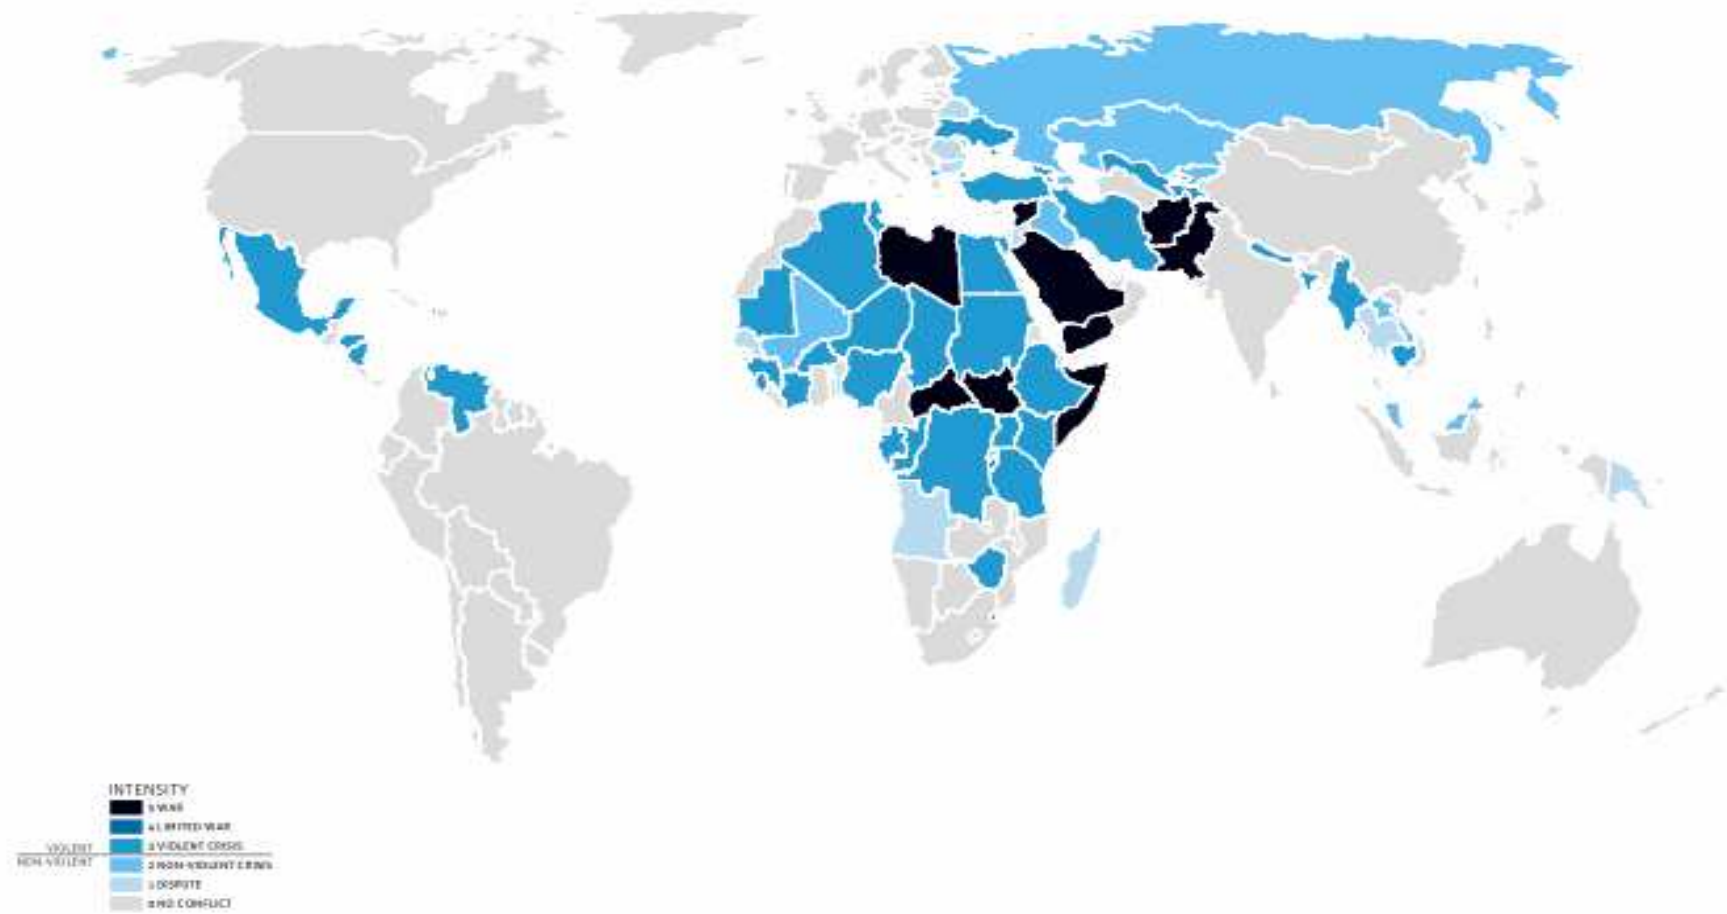 INTENSITY
5 WAR
4 LIMITED WAR
3 VIOLENT CRISIS
2 NON-VIOLENT CRISIS
1 DISPUTE
0 NO CONFLICT
VIOLENT
NON-VIOLENT